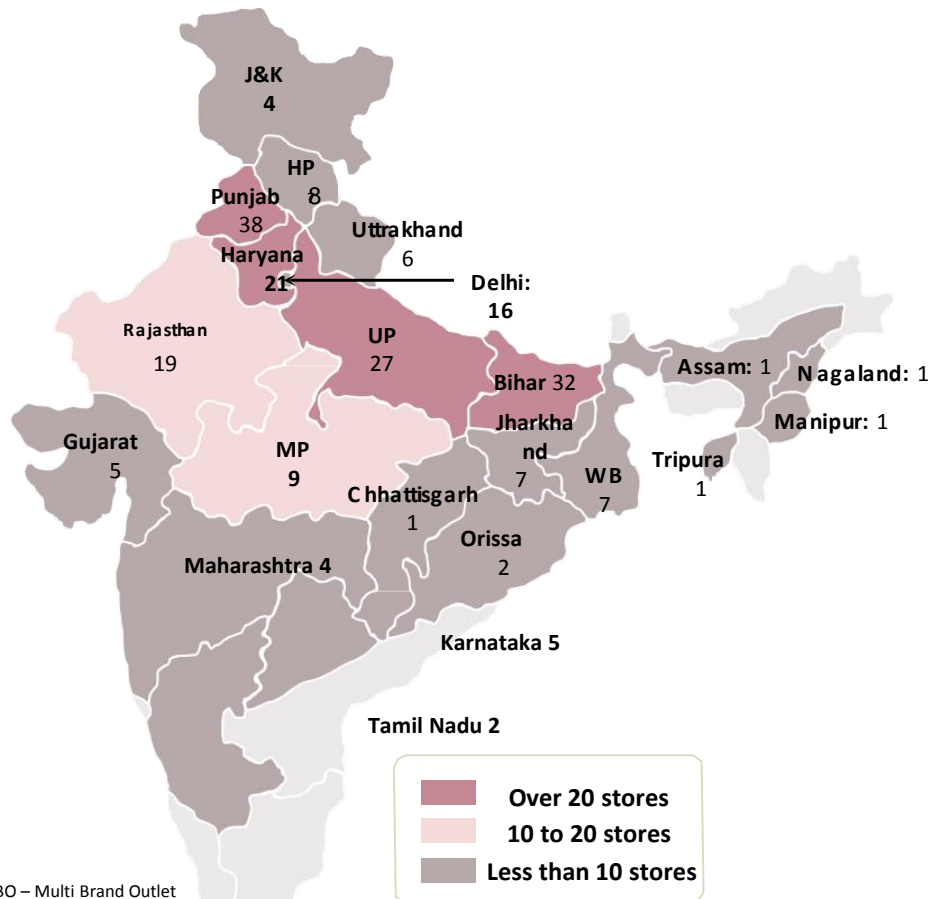 J&K
4
HP
8
Punjab
38
Uttrakhand
6
Haryana
21
Delhi:
16
Rajasthan
19
UP
27
Bihar 32
Assam: 1
Nagaland: 1
Manipur: 1
Gujarat
5
MP
9
Jharkha
nd
7
WB
7
Tripura
1
Chhattisgarh
1
Orissa
2
Maharashtra 4
Karnataka 5
Tamil Nadu 2
Over 20 stores
10 to 20 stores
Less than 10 stores
BO – Multi Brand Outlet